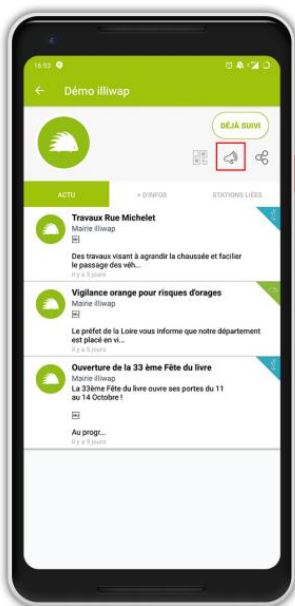 16:53
Démo illiwap
DÉJÀ SUIVI
ACTU
+ D'INFOS
STATIONS LIÉES
Travaux Rue Michelet
Mairie illiwap
Des travaux visant à agrandir la chaussée et facilier
le passage des véh...
Il y a 5 jours
Vigilance orange pour risques d'orages
Mairie illiwap
Le préfet de la Loire vous informe que notre département
est placé en vi...
Il y a 5 jours
Ouverture de la 33 ème Fête du livre
Mairie illiwap
La 33ème Fête du livre ouvre ses portes du 11
au 14 Octobre !
Au progr...
Il y a 5 jours